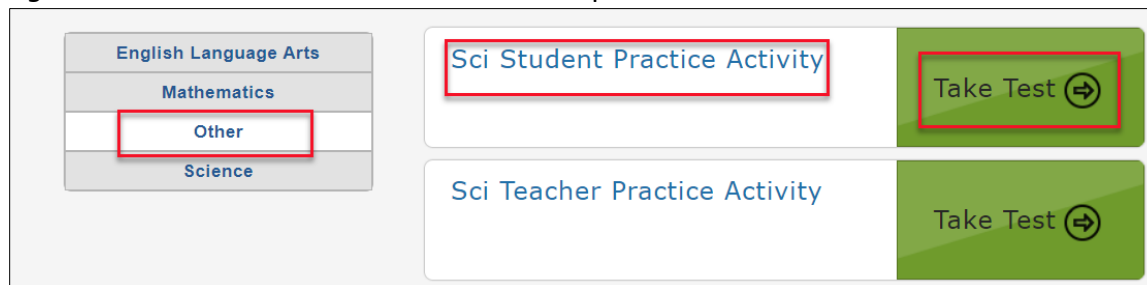 English Language Arts
Mathematics
Other
Science
Sci Student Practice Activity
Take Test
Sci Teacher Practice Activity
Take Test